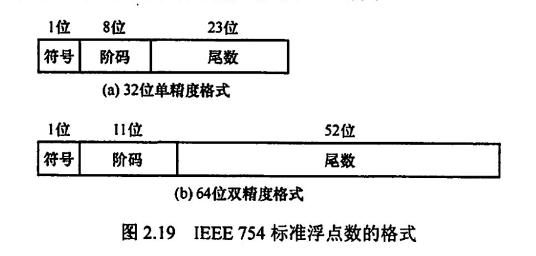 1位 8位 23位
符号 阶码 尾数
(a) 32位单精度格式
1位 11位 52位
符号 阶码 尾数
(b) 64位双精度格式
图 2.19 IEEE 754 标准浮点数的格式